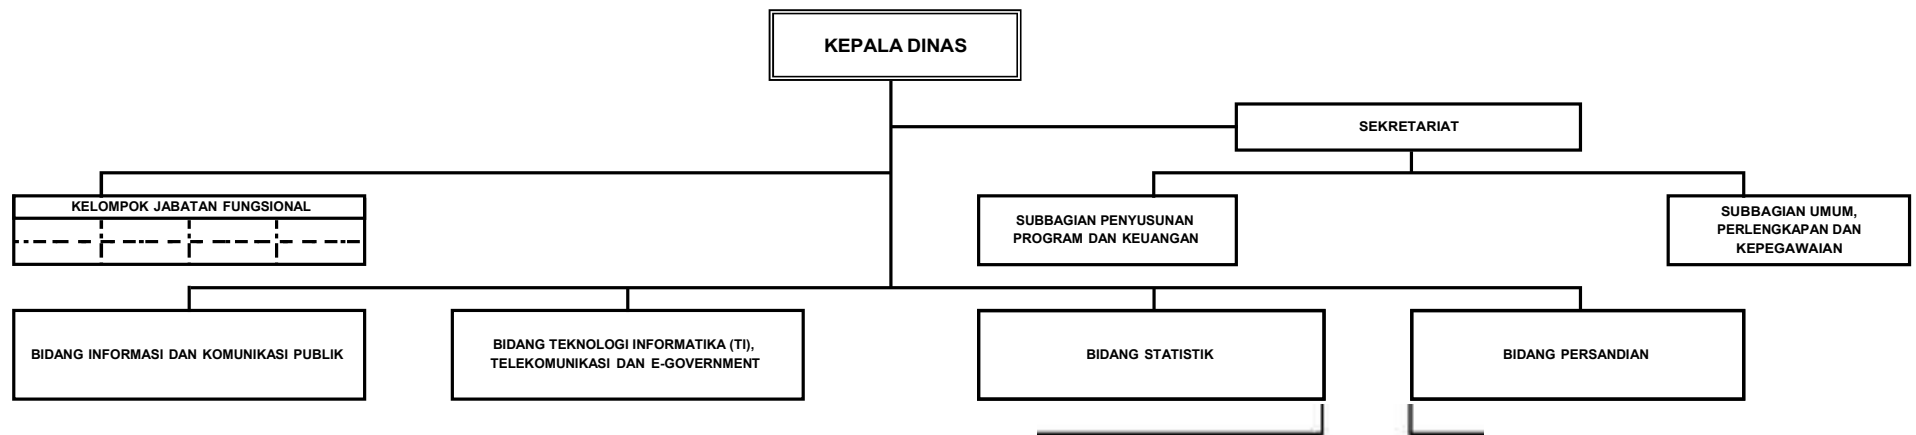 KEPALA DINAS
SEKRETARIAT
KELOMPOK JABATAN FUNGSIONAL
SUBBAGIAN PENYUSUNAN
PROGRAM DAN KEUANGAN
SUBBAGIAN UMUM,
PERLENGKAPAN DAN
KEPEGAWAIAN
BIDANG INFORMASI DAN KOMUNIKASI PUBLIK
BIDANG TEKNOLOGI INFORMATIKA (TI),
TELEKOMUNIKASI DAN E-GOVERNMENT
BIDANG STATISTIK
BIDANG PERSANDIAN